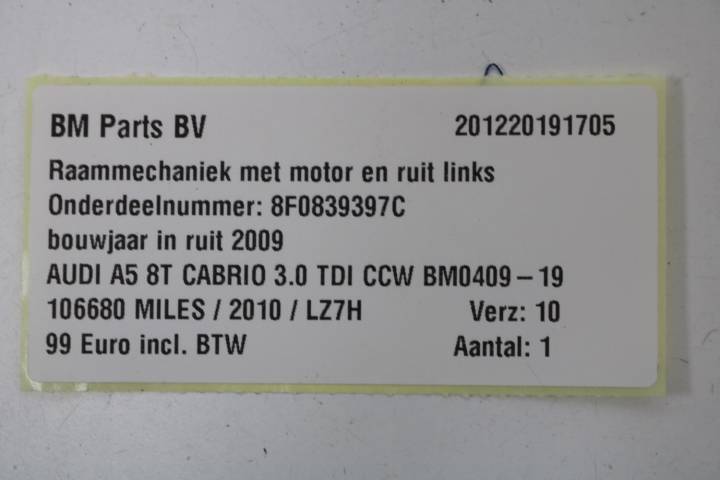 BM Parts BV 201220191705
Raammechaniek met motor en ruit links
Onderdeelnummer: 8F0839397C
bouwjaar in ruit 2009
AUDI A5 8T CABRIO 3.0 TDI CCW BM0409 – 19
106680 MILES / 2010 / LZ7H Verz: 10
99 Euro incl. BTW Aantal: 1